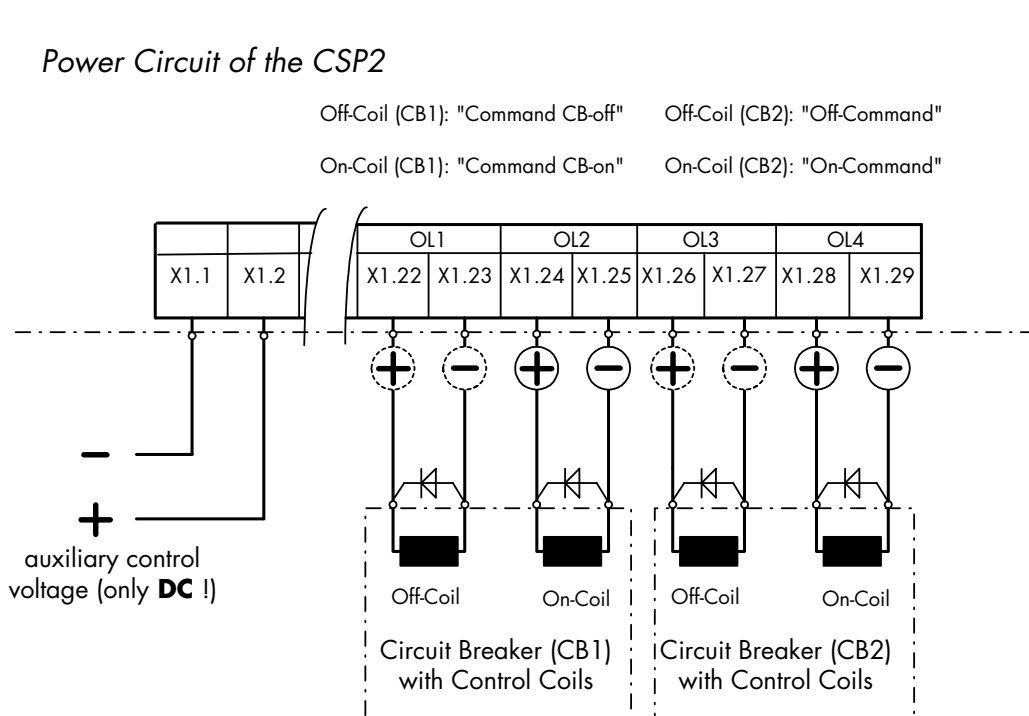 Power Circuit of the CSP2
Off-Coil (CB1): "Command CB-off" Off-Coil (CB2): "Off-Command"
On-Coil (CB1): "Command CB-on" On-Coil (CB2): "On-Command"
OL1 OL2 OL3 OL4
X1.1 X1.2 X1.22 X1.23 X1.24 X1.25 X1.26 X1.27 X1.28 X1.29
+ − + − + − + −
−
+
auxiliary control
voltage (only DC !)
Off-Coil On-Coil Off-Coil On-Coil
Circuit Breaker (CB1)
with Control Coils
Circuit Breaker (CB2)
with Control Coils